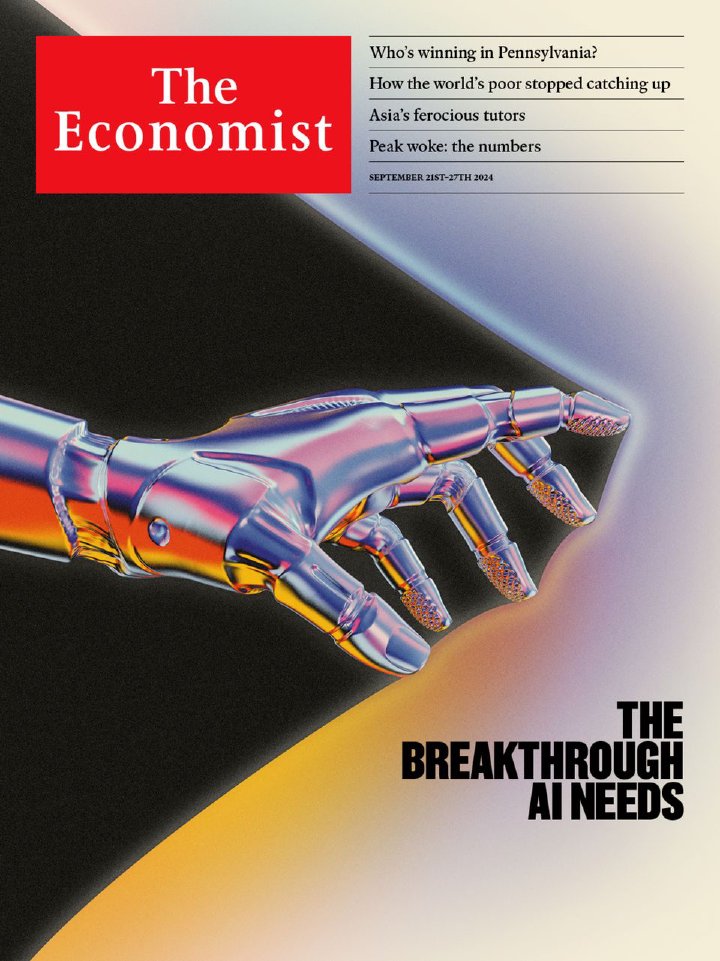 The
Economist
Who's winning in Pennsylvania?
How the world's poor stopped catching up
Asia's ferocious tutors
Peak woke: the numbers
SEPTEMBER 21ST–27TH 2024
THE
BREAKTHROUGH
AI NEEDS